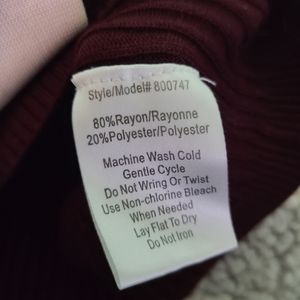 Style/Model# 800747
80%Rayon/Rayonne
20%Polyester/Polyester
Machine Wash Cold
Gentle Cycle
Do Not Wring Or Twist
Use Non-chlorine Bleach
When Needed
Lay Flat To Dry
Do Not Iron